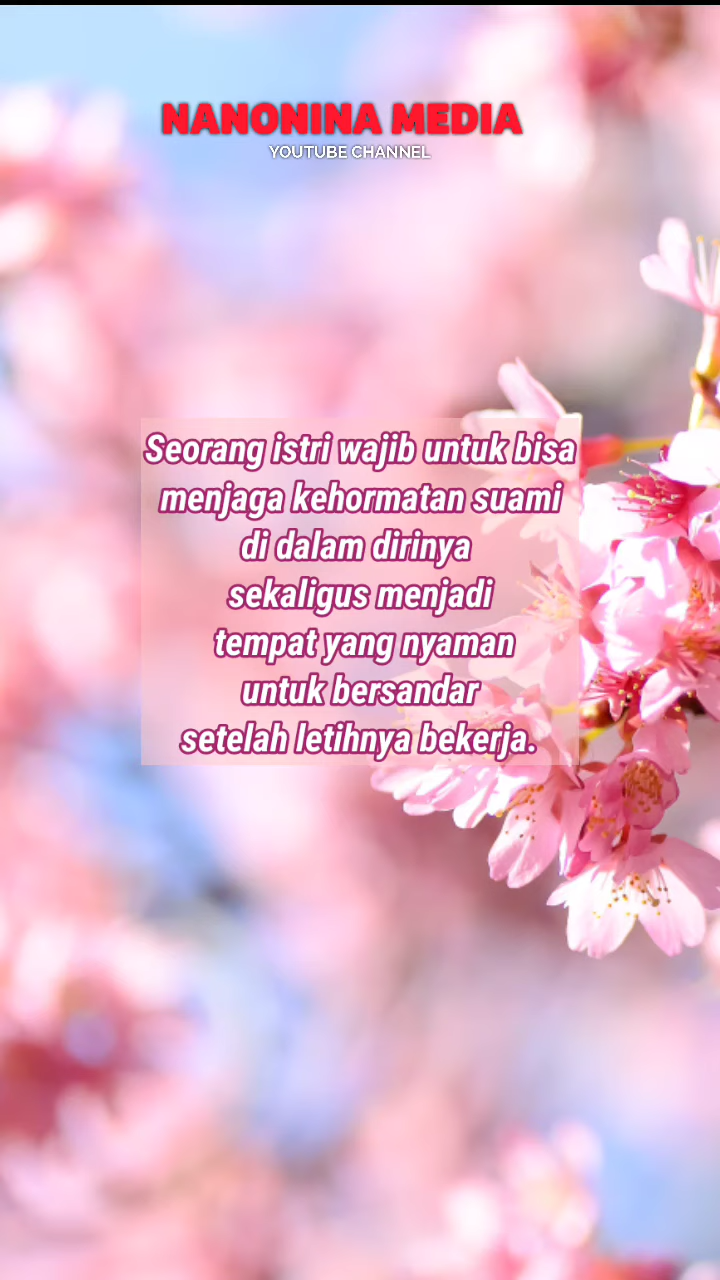 NANONINA MEDIA
YOUTUBE CHANNEL
Seorang istri wajib untuk bisa
menjaga kehormatan suami
di dalam dirinya
sekaligus menjadi
tempat yang nyaman
untuk bersandar
setelah letihnya bekerja.